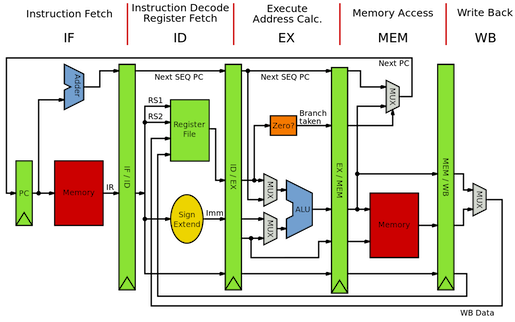 Instruction Fetch
IF
Instruction Decode
Register Fetch
ID
Execute
Address Calc.
EX
Memory Access
MEM
Write Back
WB
Next PC
Next SEQ PC
Next SEQ PC
Adder
MUX
RS1
RS2
Register
File
Branch
taken
Zero?
PC
Memory
IR
IF / ID
ID / EX
EX / MEM
MEM / WB
MUX
MUX
ALU
Sign
Extend
Imm
Memory
MUX
WB Data